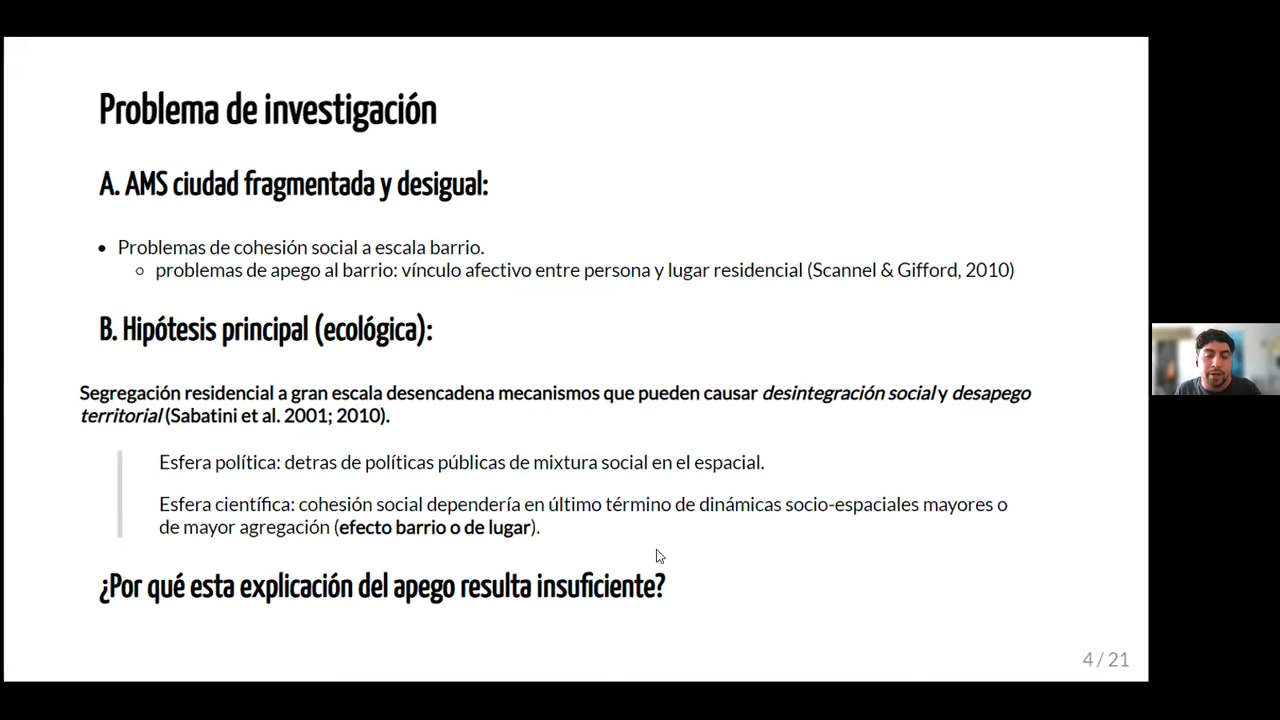 Problema de investigación
A. AMS ciudad fragmentada y desigual:
• Problemas de cohesión social a escala barrio.
○ problemas de apego al barrio: vínculo afectivo entre persona y lugar residencial (Scannel & Gifford, 2010)
B. Hipótesis principal (ecológica):
Segregación residencial a gran escala desencadena mecanismos que pueden causar desintegración social y desapego
territorial (Sabatini et al. 2001; 2010).
Esfera política: detras de políticas públicas de mixtura social en el espacial.
Esfera científica: cohesión social dependería en último término de dinámicas socio-espaciales mayores o
de mayor agregación (efecto barrio o de lugar).
¿Por qué esta explicación del apego resulta insuficiente?
4 / 21